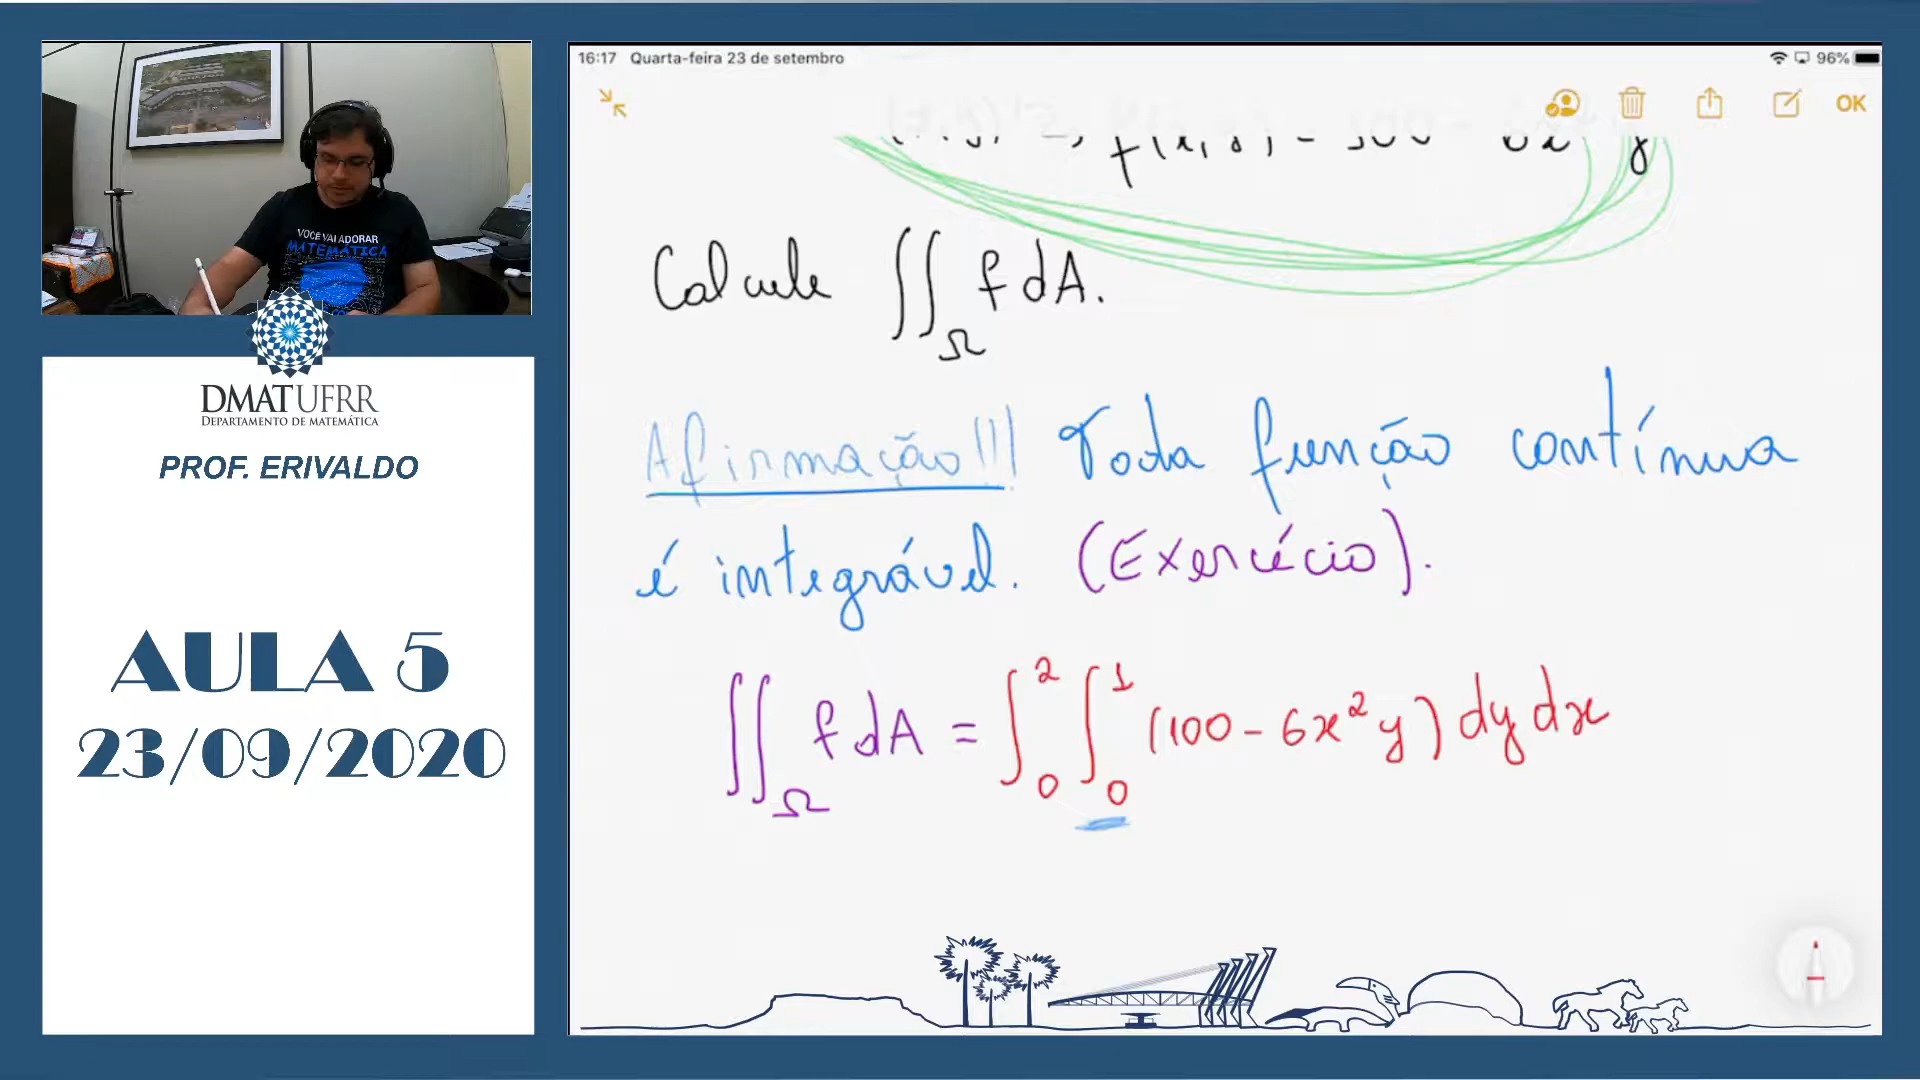 16:17 Quarta-feira 23 de setembro
96%
OK
VOCÊ VAI ADORAR
MATEMÁTICA
DMAT UFRR
DEPARTAMENTO DE MATEMÁTICA
PROF. ERIVALDO
AULA 5
23/09/2020
Calcule ∬_Ω f dA.
Afirmação!!! Toda função contínua
é integrável. (Exercécio).
∬_Ω f dA = ∫_0^2 ∫_0^1 (100 - 6x² y) dy dx